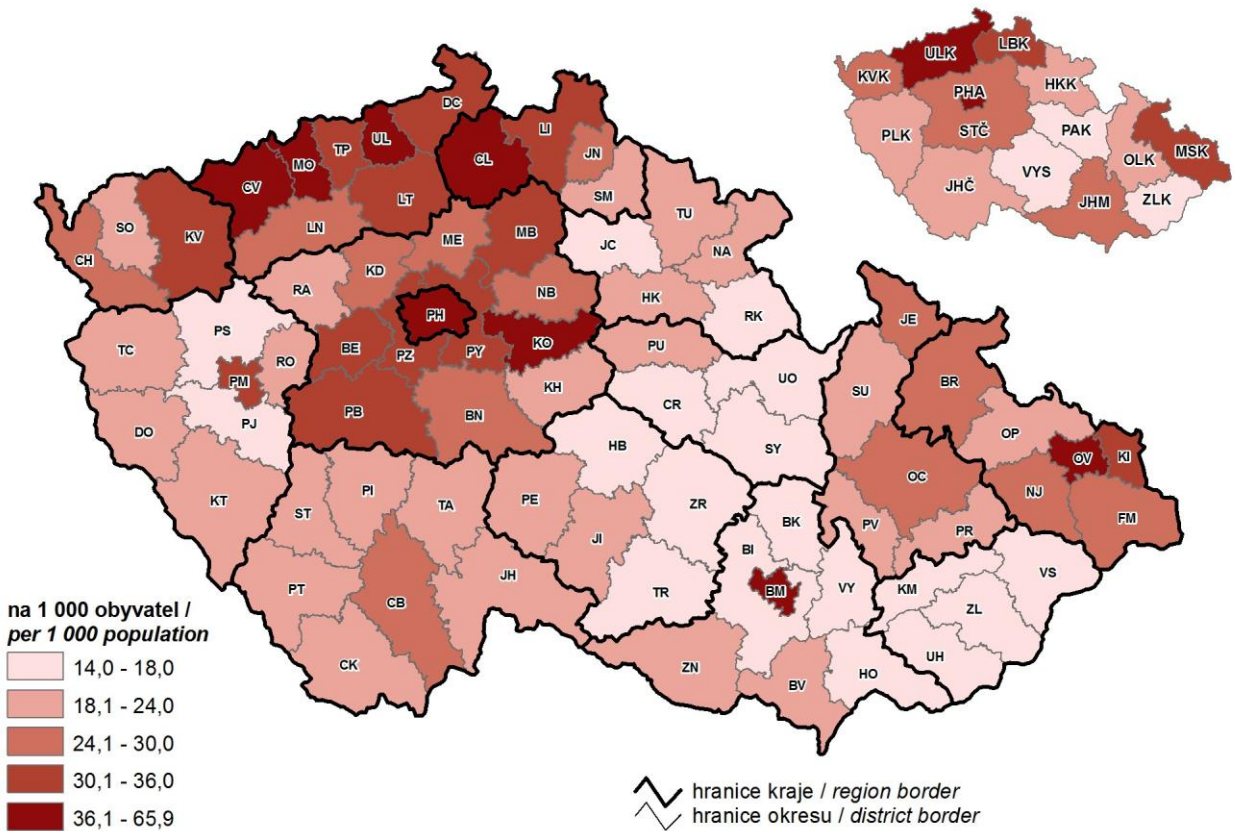 ULK
LBK
KVK
HKK
PHA
PLK
STČ
PAK
MSK
VYS
OLK
JHČ
JHM
ZLK
DC
UL
LI
TP
CL
JN
MO
CV
LT
SM
SO
KV
LN
TU
ME
MB
JC
NA
CH
KD
RA
NB
HK
PH
RK
JE
PS
KO
BE
PU
TC
RO
PZ
PY
BR
PM
UO
SU
KH
PB
CR
BN
OP
PJ
DO
HB
OV
KI
SY
OC
NJ
KT
PI
ST
TA
PE
ZR
FM
BK
PV
PR
JI
BI
VS
JH
PT
TR
BM
VY
KM
CB
ZL
UH
ZN
HO
CK
BV
na 1 000 obyvatel /
per 1 000 population
14,0 - 18,0
18,1 - 24,0
24,1 - 30,0
30,1 - 36,0
36,1 - 65,9
hranice kraje / region border
hranice okresu / district border